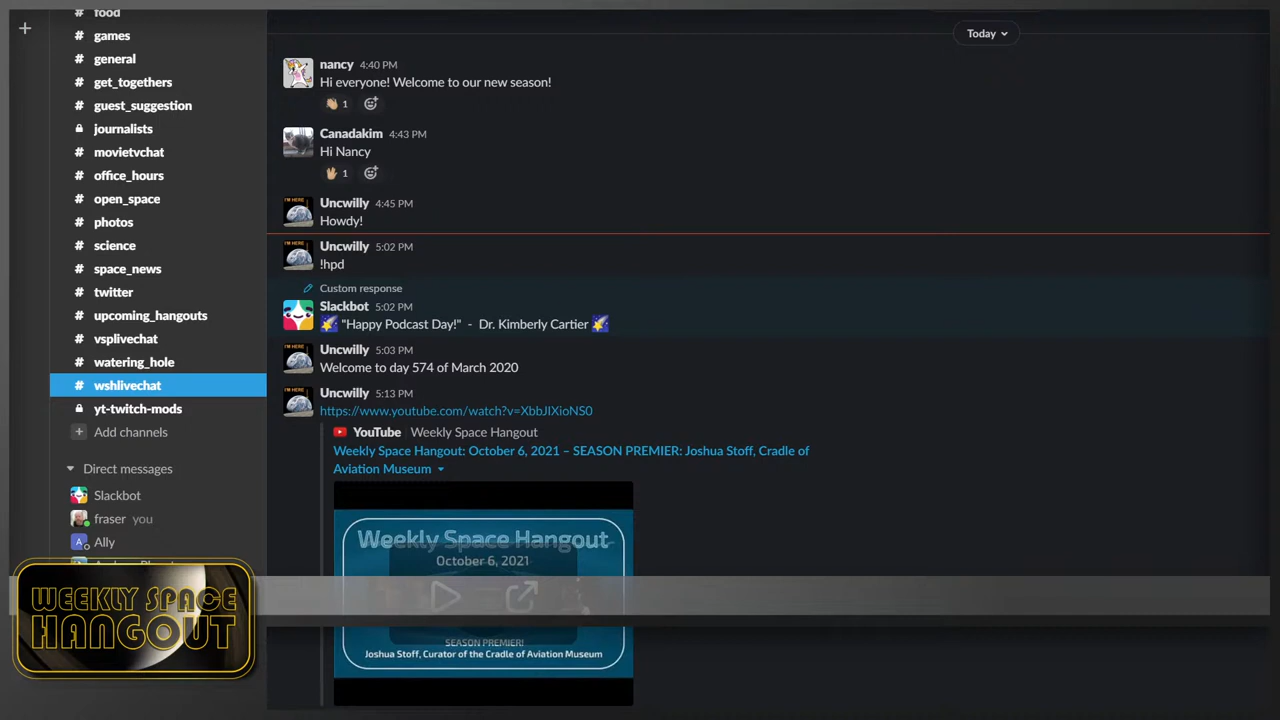 food
games
general
get_togethers
guest_suggestion
journalists
movietvchat
office_hours
open_space
photos
science
space_news
twitter
upcoming_hangouts
vsplivechat
watering_hole
wshlivechat
yt-twitch-mods
Add channels
Direct messages
Slackbot
fraser you
Ally
WEEKLY SPACE
HANGOUT
Today
nancy 4:40 PM
Hi everyone! Welcome to our new season!
1
Canadakim 4:43 PM
Hi Nancy
1
I'M HERE
Uncwilly 4:45 PM
Howdy!
I'M HERE
Uncwilly 5:02 PM
!hpd
Custom response
Slackbot 5:02 PM
"Happy Podcast Day!" - Dr. Kimberly Cartier
I'M HERE
Uncwilly 5:03 PM
Welcome to day 574 of March 2020
I'M HERE
Uncwilly 5:13 PM
https://www.youtube.com/watch?v=XbbJIXioNS0
YouTube Weekly Space Hangout
Weekly Space Hangout: October 6, 2021 – SEASON PREMIER: Joshua Stoff, Cradle of
Aviation Museum
Weekly Space Hangout
October 6, 2021
SEASON PREMIER!
Joshua Stoff, Curator of the Cradle of Aviation Museum